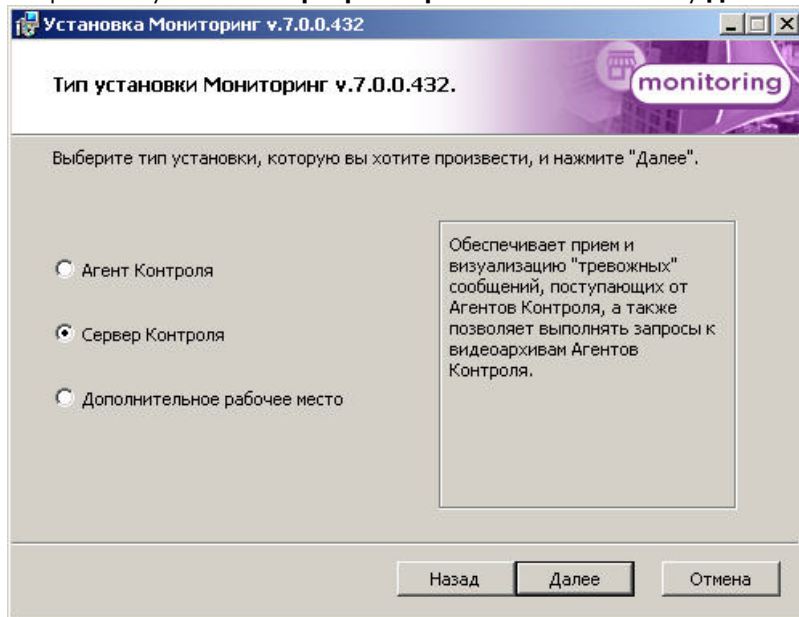 Установка Мониторинг v.7.0.0.432
Тип установки Мониторинг v.7.0.0.432.
monitoring
Выберите тип установки, которую вы хотите произвести, и нажмите "Далее".
Агент Контроля
Сервер Контроля
Дополнительное рабочее место
Обеспечивает прием и
визуализацию "тревожных"
сообщений, поступающих от
Агентов Контроля, а также
позволяет выполнять запросы к
видеоархивам Агентов
Контроля.
Назад
Далее
Отмена